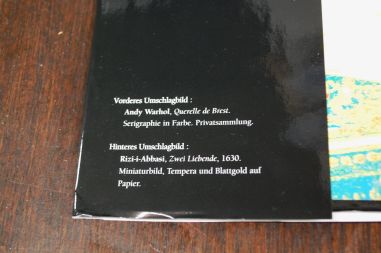 Vorderes Umschlagbild :
Andy Warhol, Querelle de Brest.
Serigraphie in Farbe. Privatsammlung.
Hinteres Umschlagbild :
Rizi-i-Abbasi, Zwei Liebende, 1630.
Miniaturbild, Tempera und Blattgold auf
Papier.